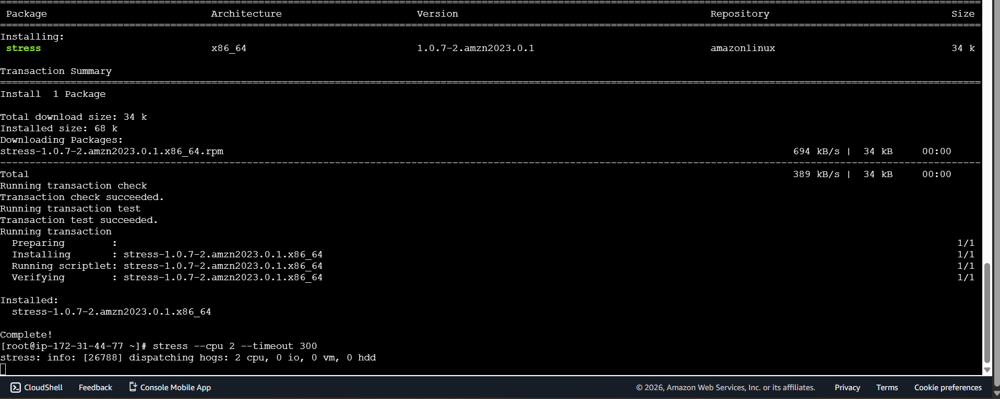 Package Architecture Version Repository Size
Installing:
stress x86_64 1.0.7-2.amzn2023.0.1 amazonlinux 34 k
Transaction Summary
Install  1 Package
Total download size: 34 k
Installed size: 68 k
Downloading Packages:
stress-1.0.7-2.amzn2023.0.1.x86_64.rpm 694 kB/s |  34 kB     00:00
Total 389 kB/s |  34 kB     00:00
Running transaction check
Transaction check succeeded.
Running transaction test
Transaction test succeeded.
Running transaction
  Preparing        : 1/1
  Installing       : stress-1.0.7-2.amzn2023.0.1.x86_64 1/1
  Running scriptlet: stress-1.0.7-2.amzn2023.0.1.x86_64 1/1
  Verifying        : stress-1.0.7-2.amzn2023.0.1.x86_64 1/1
Installed:
  stress-1.0.7-2.amzn2023.0.1.x86_64
Complete!
[root@ip-172-31-44-77 ~]# stress --cpu 2 --timeout 300
stress: info: [26788] dispatching hogs: 2 cpu, 0 io, 0 vm, 0 hdd
CloudShell Feedback Console Mobile App © 2026, Amazon Web Services, Inc. or its affiliates. Privacy Terms Cookie preferences